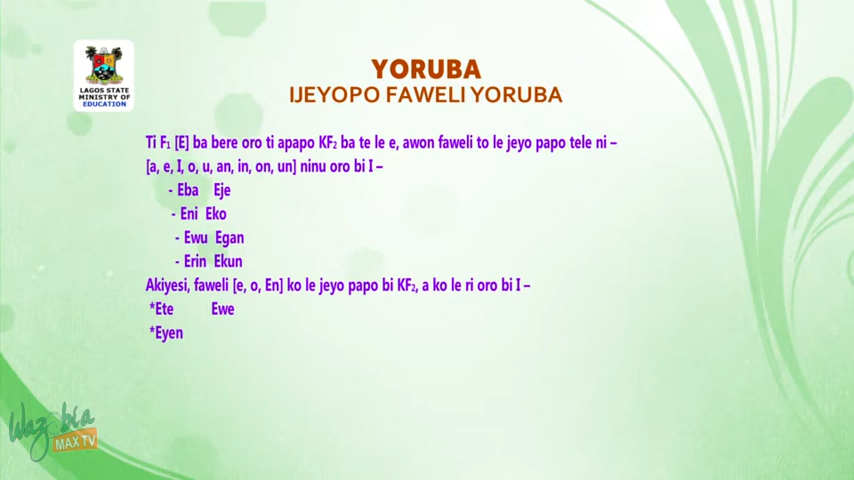 LAGOS STATE
MINISTRY OF
EDUCATION
YORUBA
IJEYOPO FAWELI YORUBA
Ti F₁ [E] ba bere oro ti apapo KF₂ ba te le e, awon faweli to le jeyo papo tele ni –
[a, e, I, o, u, an, in, on, un] ninu oro bi I –
- Eba Eje
- Eni Eko
- Ewu Egan
- Erin Ekun
Akiyesi, faweli [e, o, En] ko le jeyo papo bi KF₂, a ko le ri oro bi I –
*Ete Ewe
*Eyen
Wazobia
MAX TV